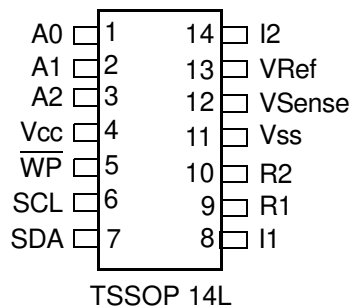 A0 1 14 I2
A1 2 13 VRef
A2 3 12 VSense
Vcc 4 11 Vss
W̅P̅ 5 10 R2
SCL 6 9 R1
SDA 7 8 I1
TSSOP 14L